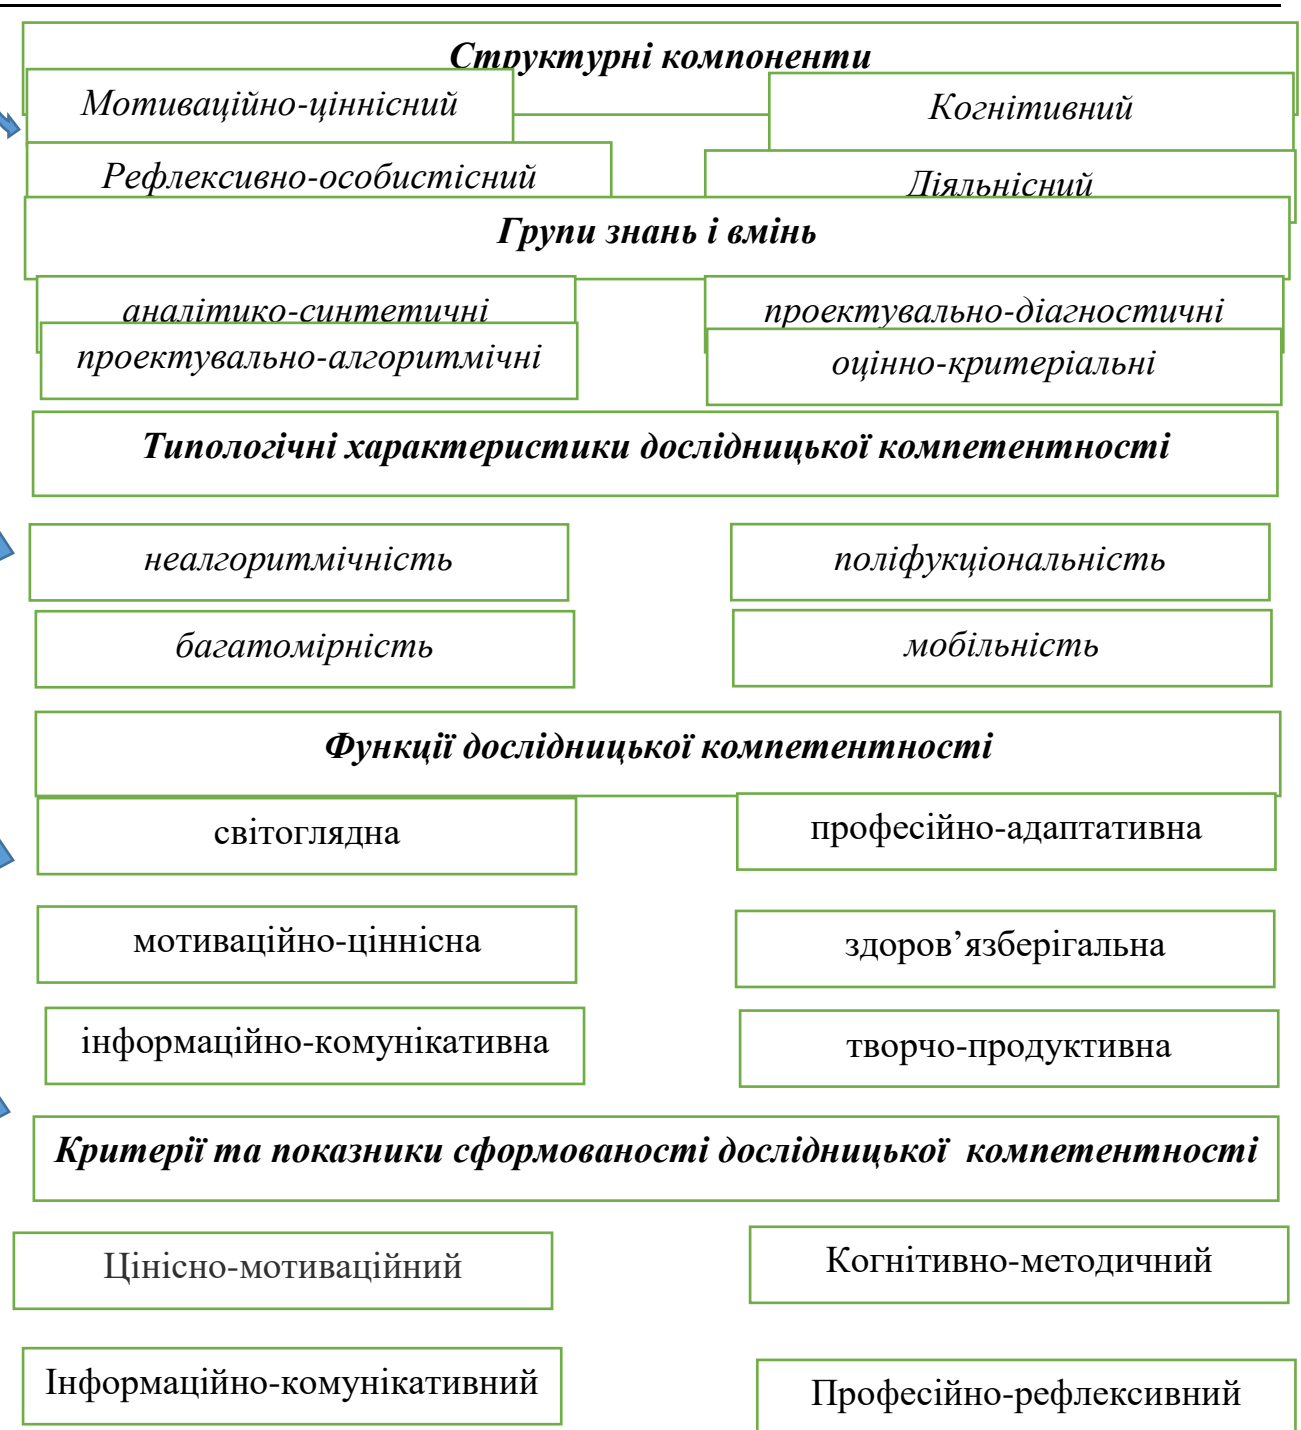 Структурні компоненти
Мотиваційно-ціннісний
Когнітивний
Рефлексивно-особистісний
Діяльнісний
Групи знань і вмінь
аналітико-синтетичні
проектувально-діагностичні
проектувально-алгоритмічні
оцінно-критеріальні
Типологічні характеристики дослідницької компетентності
неалгоритмічність
поліфукціональність
багатомірність
мобільність
Функції дослідницької компетентності
світоглядна
професійно-адаптативна
мотиваційно-ціннісна
здоров’язберігальна
інформаційно-комунікативна
творчо-продуктивна
Критерії та показники сформованості дослідницької компетентності
Цінісно-мотиваційний
Когнітивно-методичний
Інформаційно-комунікативний
Професійно-рефлексивний